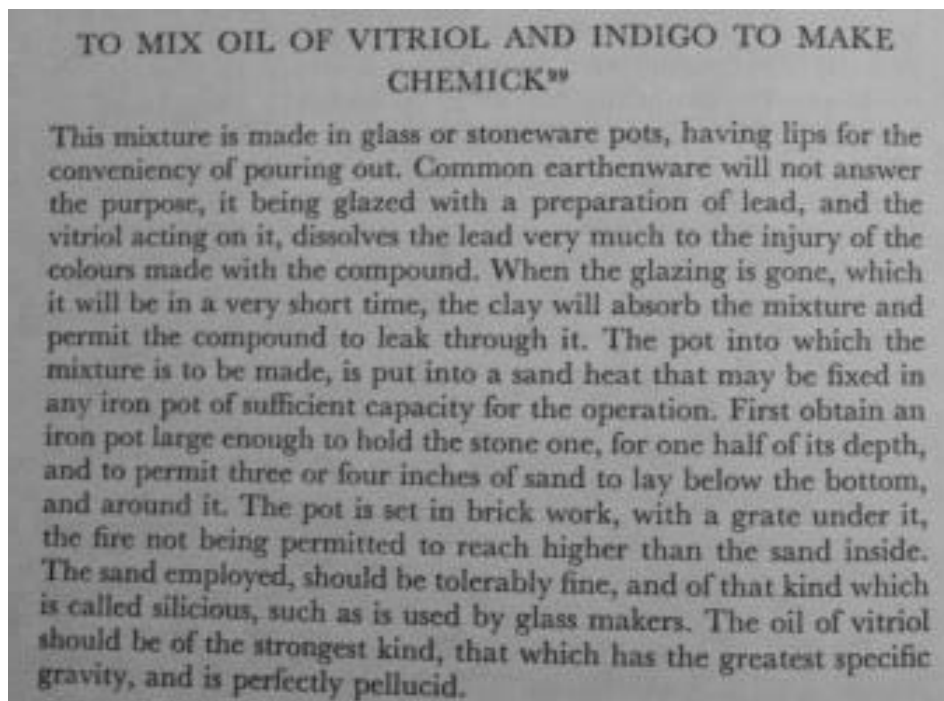 TO MIX OIL OF VITRIOL AND INDIGO TO MAKE
CHEMICK⁹⁹
This mixture is made in glass or stoneware pots, having lips for the
conveniency of pouring out. Common earthenware will not answer
the purpose, it being glazed with a preparation of lead, and the
vitriol acting on it, dissolves the lead very much to the injury of the
colours made with the compound. When the glazing is gone, which
it will be in a very short time, the clay will absorb the mixture and
permit the compound to leak through it. The pot into which the
mixture is to be made, is put into a sand heat that may be fixed in
any iron pot of sufficient capacity for the operation. First obtain an
iron pot large enough to hold the stone one, for one half of its depth,
and to permit three or four inches of sand to lay below the bottom,
and around it. The pot is set in brick work, with a grate under it,
the fire not being permitted to reach higher than the sand inside.
The sand employed, should be tolerably fine, and of that kind which
is called silicious, such as is used by glass makers. The oil of vitriol
should be of the strongest kind, that which has the greatest specific
gravity, and is perfectly pellucid.